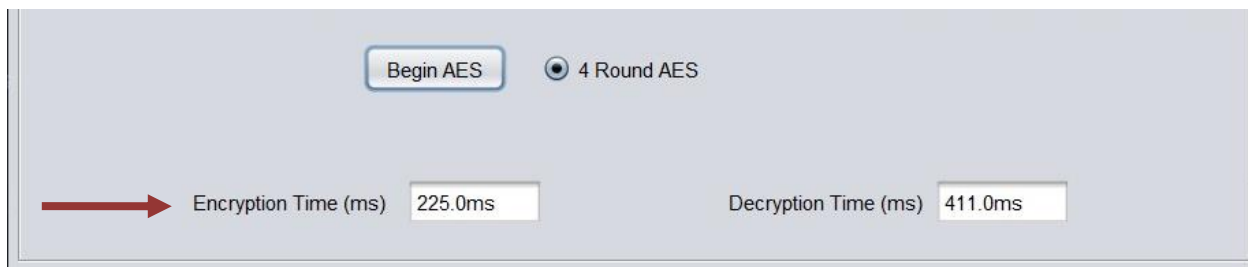 Begin AES 4 Round AES
Encryption Time (ms) 225.0ms Decryption Time (ms) 411.0ms